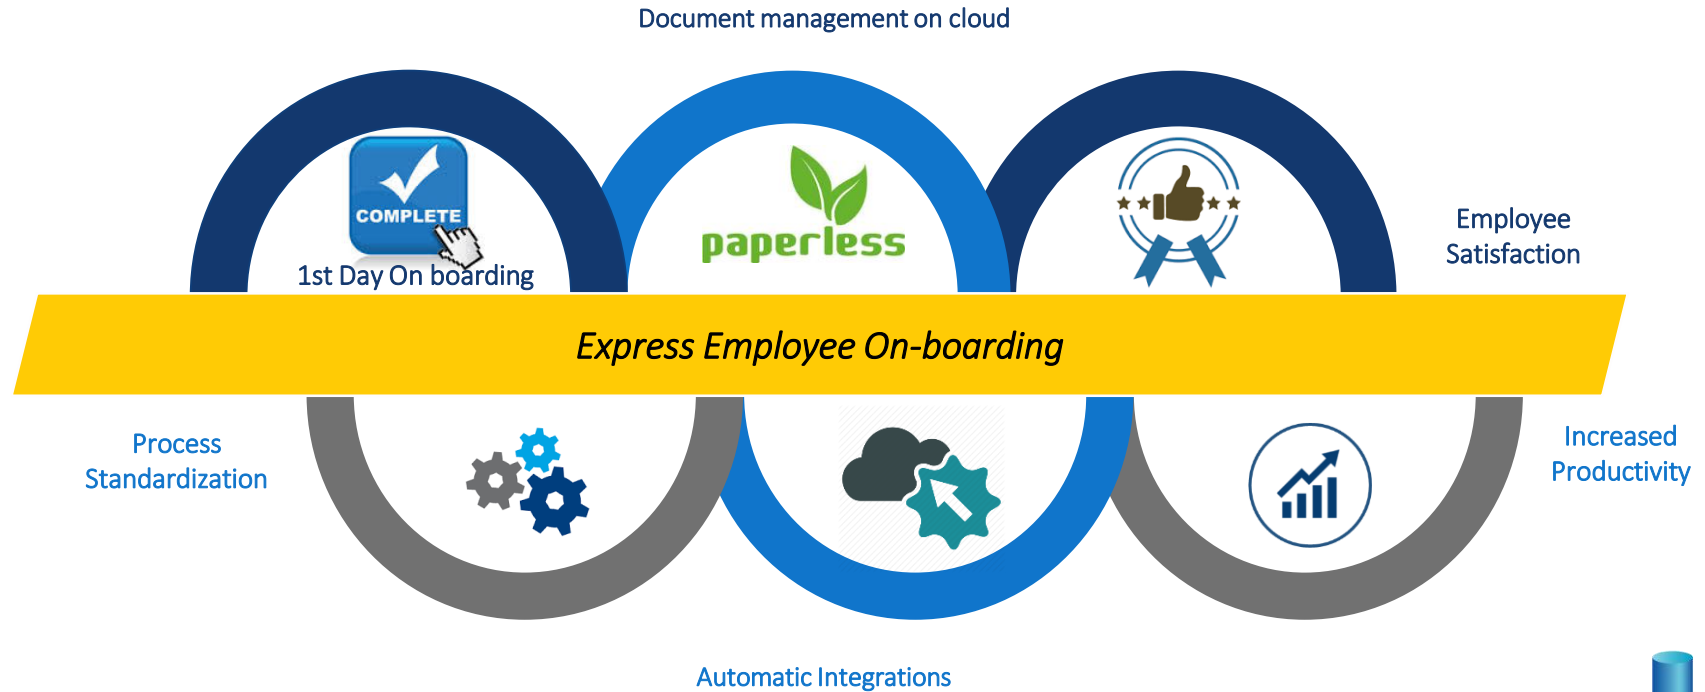 Document management on cloud
COMPLETE
1st Day On boarding
paperless
Employee
Satisfaction
Express Employee On-boarding
Process
Standardization
Increased
Productivity
Automatic Integrations